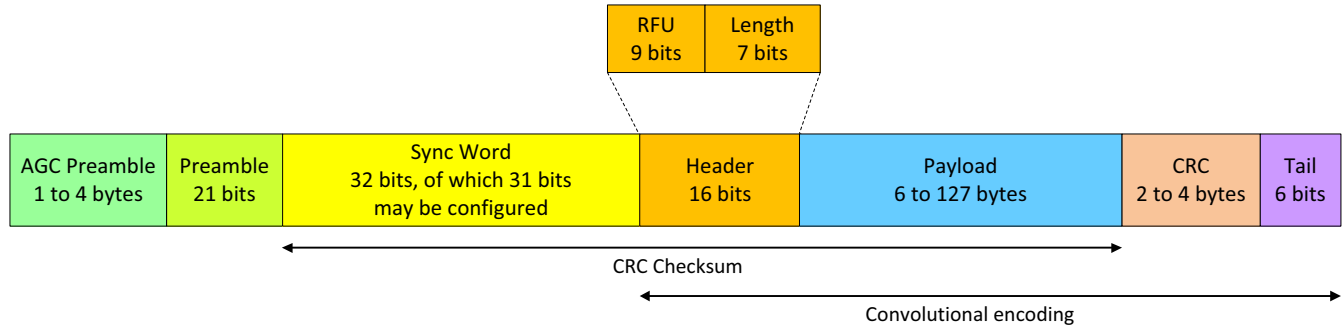 RFU
9 bits
Length
7 bits
AGC Preamble
1 to 4 bytes
Preamble
21 bits
Sync Word
32 bits, of which 31 bits
may be configured
Header
16 bits
Payload
6 to 127 bytes
CRC
2 to 4 bytes
Tail
6 bits
CRC Checksum
Convolutional encoding